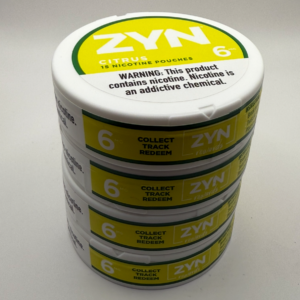 ZYN
CITRUS 6
15 NICOTINE POUCHES
WARNING: This product
contains nicotine. Nicotine is
an addictive chemical.
6 COLLECT ZYN
TRACK
REDEEM
6 COLLECT ZYN
TRACK
REDEEM
6 COLLECT ZYN
TRACK
REDEEM
6 COLLECT ZYN
TRACK
REDEEM